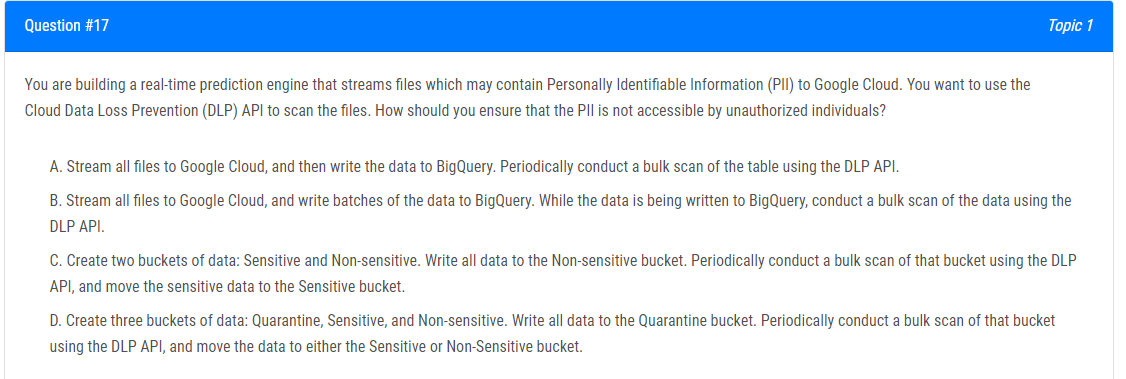 Question #17
Topic 1
You are building a real-time prediction engine that streams files which may contain Personally Identifiable Information (PII) to Google Cloud. You want to use the
Cloud Data Loss Prevention (DLP) API to scan the files. How should you ensure that the PII is not accessible by unauthorized individuals?
A. Stream all files to Google Cloud, and then write the data to BigQuery. Periodically conduct a bulk scan of the table using the DLP API.
B. Stream all files to Google Cloud, and write batches of the data to BigQuery. While the data is being written to BigQuery, conduct a bulk scan of the data using the
DLP API.
C. Create two buckets of data: Sensitive and Non-sensitive. Write all data to the Non-sensitive bucket. Periodically conduct a bulk scan of that bucket using the DLP
API, and move the sensitive data to the Sensitive bucket.
D. Create three buckets of data: Quarantine, Sensitive, and Non-sensitive. Write all data to the Quarantine bucket. Periodically conduct a bulk scan of that bucket
using the DLP API, and move the data to either the Sensitive or Non-Sensitive bucket.